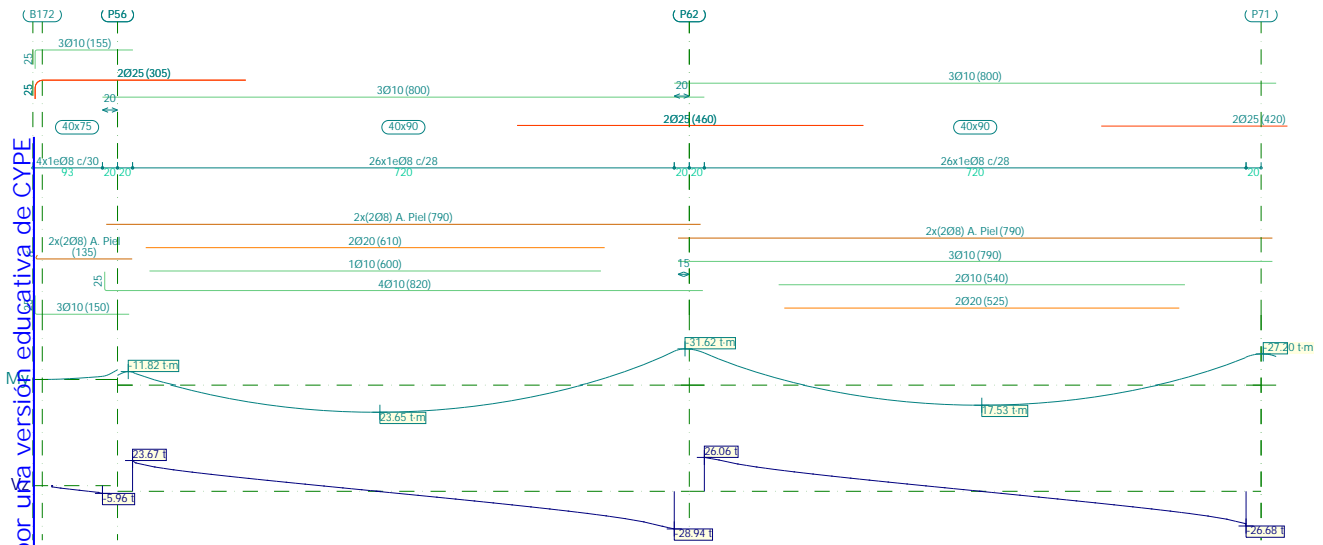 B172
P56
P62
P71
3Ø10 (155)
25
2Ø25 (305)
25
3Ø10 (800)
20
3Ø10 (800)
20
40x75
40x90
2Ø25 (460)
40x90
2Ø25 (420)
4x1eØ8 c/30
26x1eØ8 c/28
26x1eØ8 c/28
93
20
20
720
20
20
720
20
2x(2Ø8) A. Piel (790)
2x(2Ø8) A. Piel
(135)
2Ø20 (610)
2x(2Ø8) A. Piel (790)
1Ø10 (600)
3Ø10 (790)
15
25
4Ø10 (820)
2Ø10 (540)
3Ø10 (150)
2Ø20 (525)
-11.82 t·m
-31.62 t·m
-27.20 t·m
23.65 t·m
17.53 t·m
23.67 t
26.06 t
-5.96 t
-28.94 t
-26.68 t
por una versión educativa de CYPE